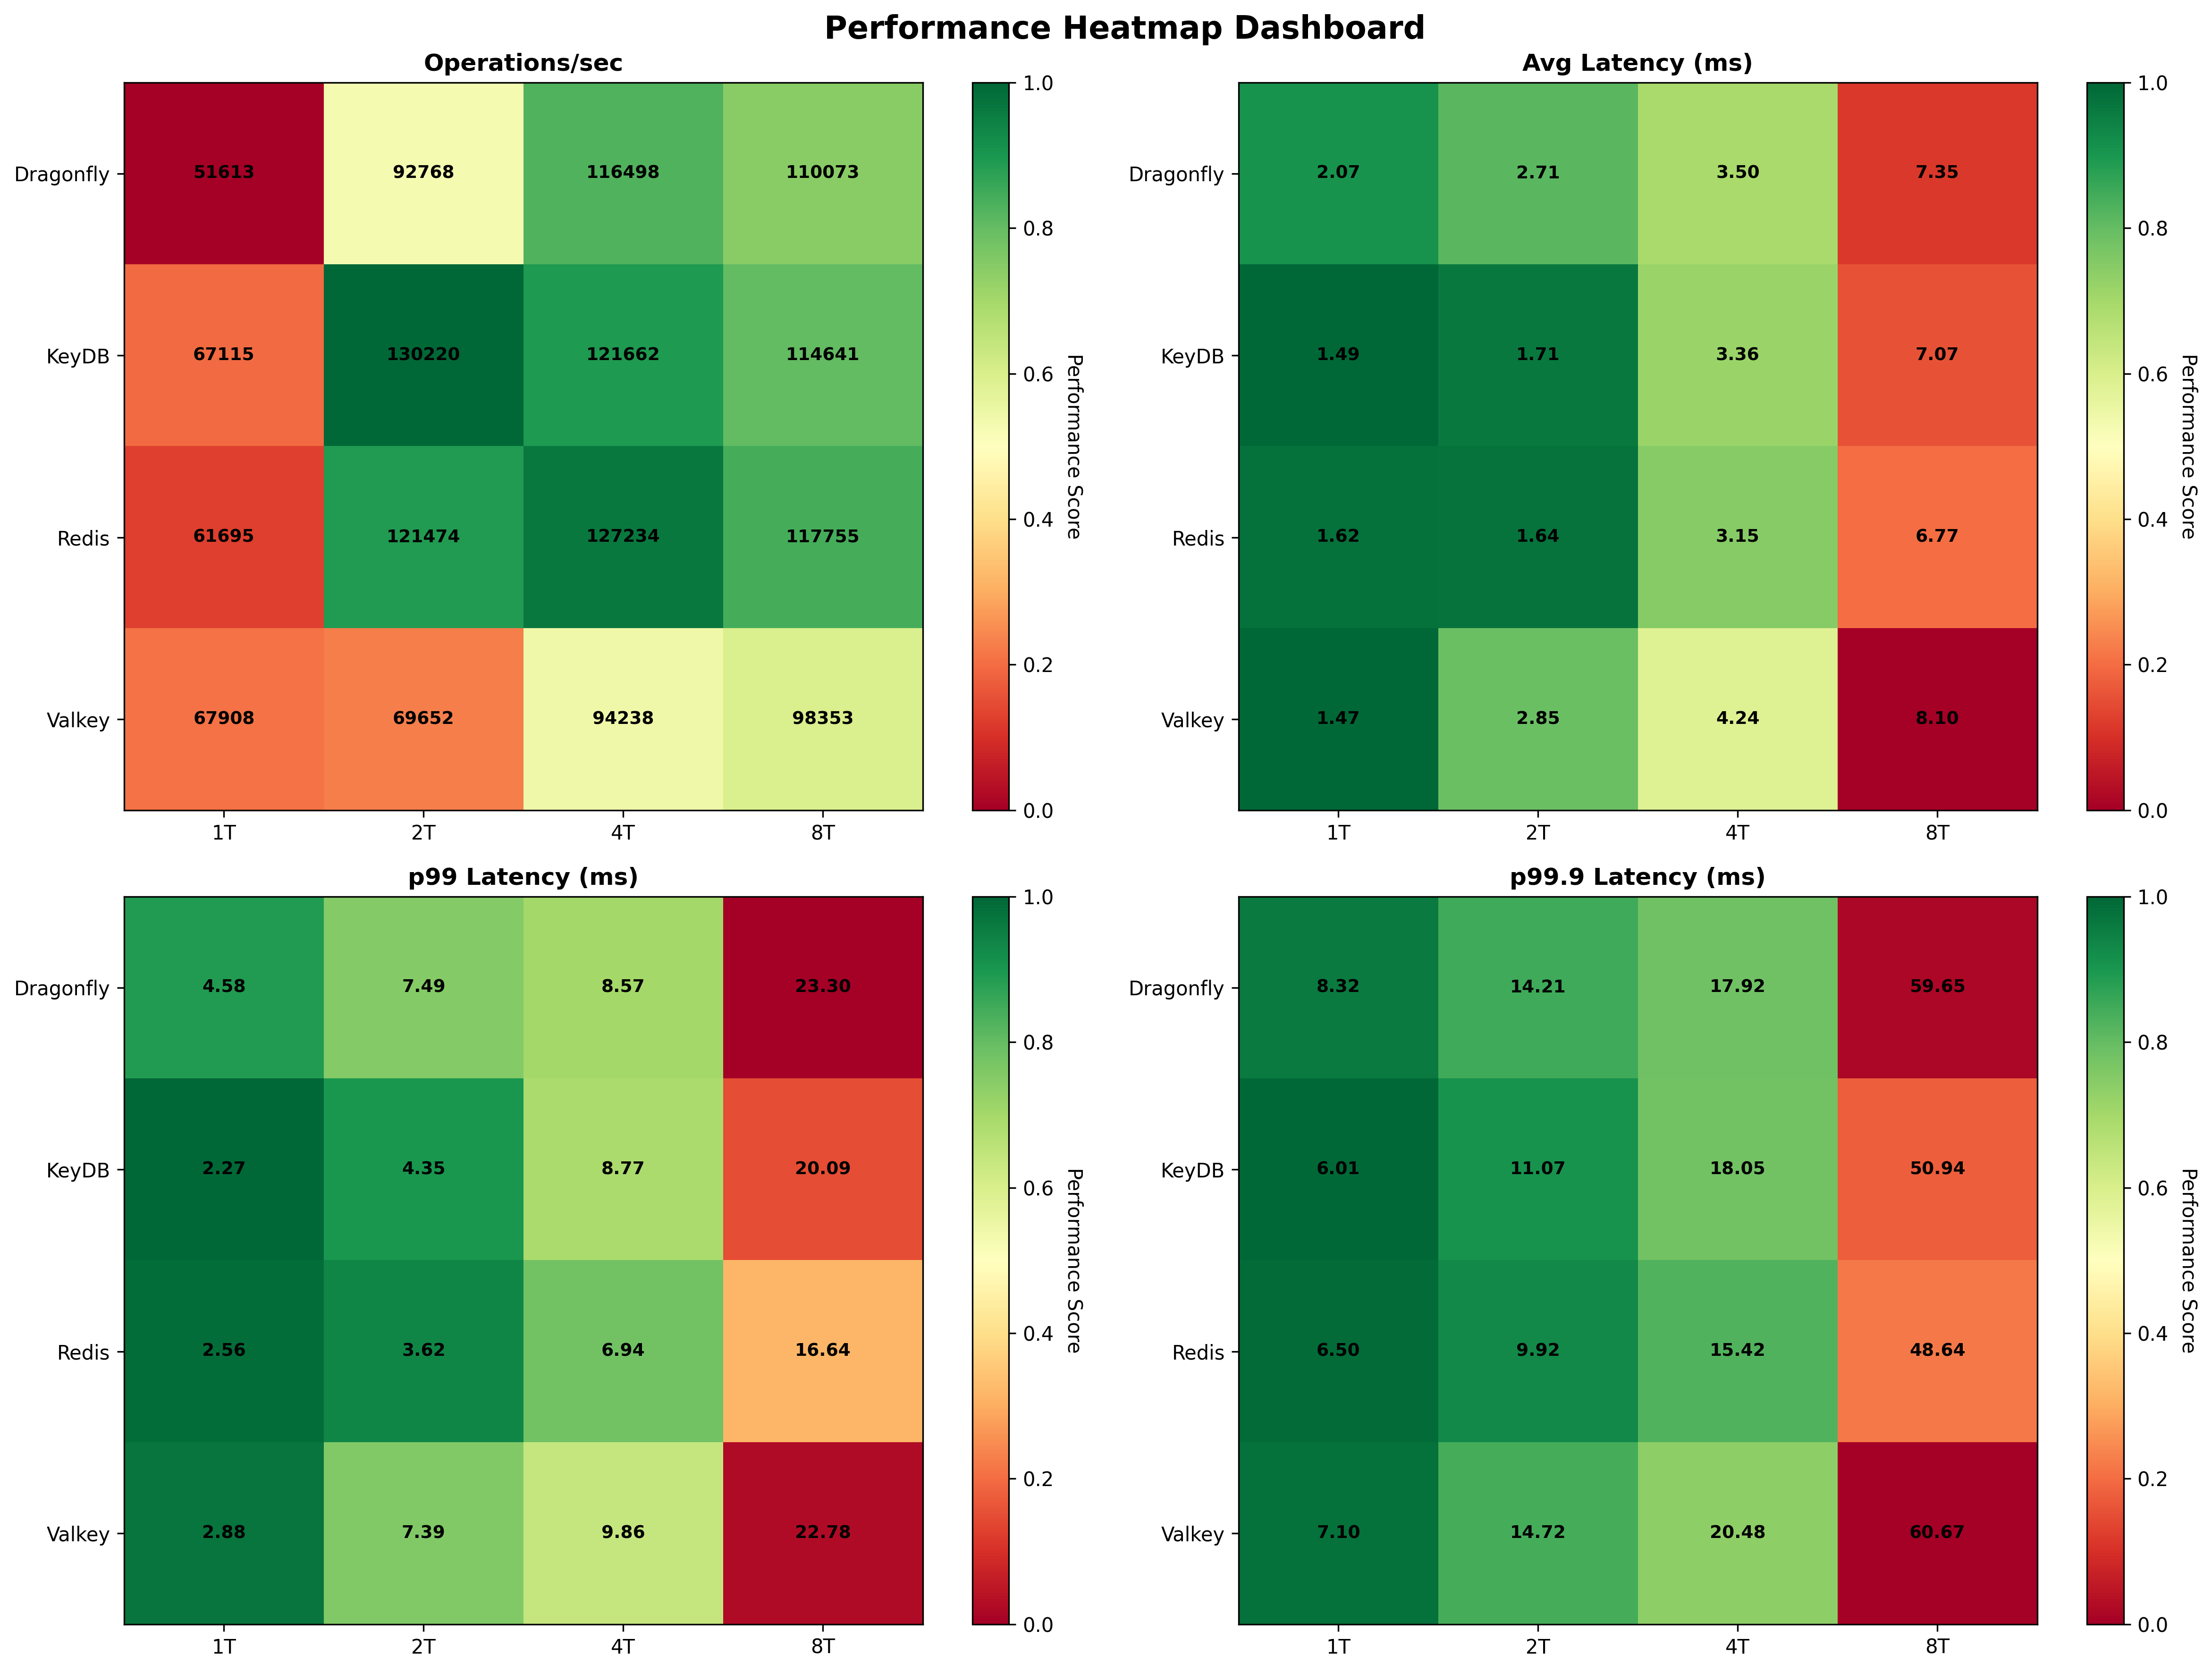 Performance Heatmap Dashboard
Operations/sec
Dragonfly 51613 92768 116498 110073
KeyDB 67115 130220 121662 114641
Redis 61695 121474 127234 117755
Valkey 67908 69652 94238 98353
1T 2T 4T 8T
1.0
0.8
0.6
0.4
0.2
0.0
Performance Score
Avg Latency (ms)
Dragonfly 2.07 2.71 3.50 7.35
KeyDB 1.49 1.71 3.36 7.07
Redis 1.62 1.64 3.15 6.77
Valkey 1.47 2.85 4.24 8.10
1T 2T 4T 8T
1.0
0.8
0.6
0.4
0.2
0.0
Performance Score
p99 Latency (ms)
Dragonfly 4.58 7.49 8.57 23.30
KeyDB 2.27 4.35 8.77 20.09
Redis 2.56 3.62 6.94 16.64
Valkey 2.88 7.39 9.86 22.78
1T 2T 4T 8T
1.0
0.8
0.6
0.4
0.2
0.0
Performance Score
p99.9 Latency (ms)
Dragonfly 8.32 14.21 17.92 59.65
KeyDB 6.01 11.07 18.05 50.94
Redis 6.50 9.92 15.42 48.64
Valkey 7.10 14.72 20.48 60.67
1T 2T 4T 8T
1.0
0.8
0.6
0.4
0.2
0.0
Performance Score